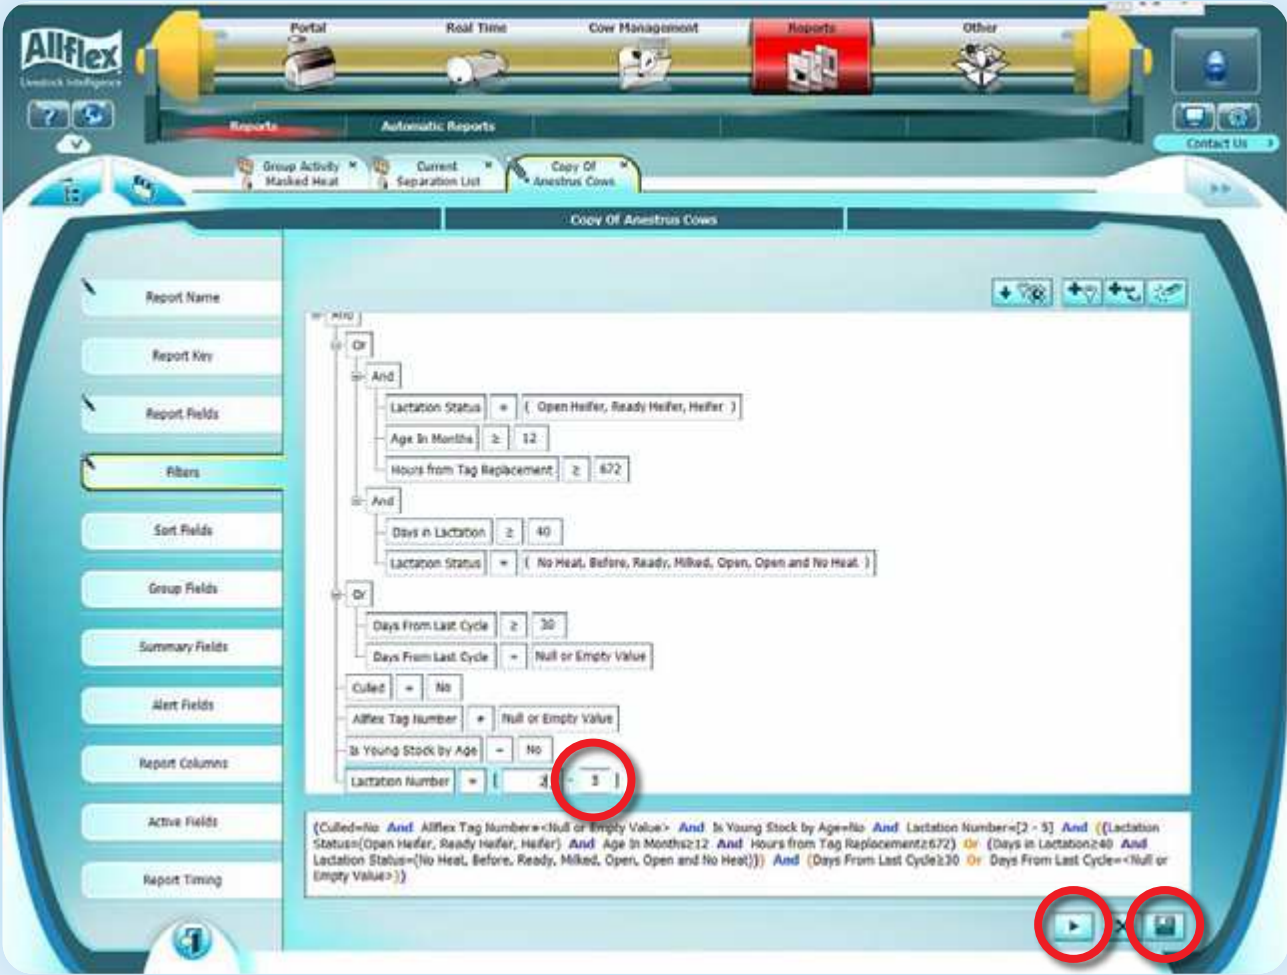 Allflex
Livestock Intelligence
Portal
Real Time
Cow Management
Reports
Other
Reports
Automatic Reports
Contact Us
Group Activity
Masked Heat
Current
Separation List
Copy Of
Anestrus Cows
Copy Of Anestrus Cows
Report Name
Report Key
Report Fields
Filters
Sort Fields
Group Fields
Summary Fields
Alert Fields
Report Columns
Active Fields
Report Timing
And
Or
And
Lactation Status = ( Open Heifer, Ready Heifer, Heifer )
Age In Months ≥ 12
Hours from Tag Replacement ≥ 672
And
Days in Lactation ≥ 40
Lactation Status = ( No Heat, Before, Ready, Milked, Open, Open and No Heat )
Or
Days From Last Cycle ≥ 30
Days From Last Cycle = Null or Empty Value
Culled = No
Allflex Tag Number ≠ Null or Empty Value
Is Young Stock by Age = No
Lactation Number = [ 2 - 5 ]
(Culled=No And Allflex Tag Number≠<Null or Empty Value> And Is Young Stock by Age=No And Lactation Number=[2 - 5] And ((Lactation
Status=(Open Heifer, Ready Heifer, Heifer) And Age In Months≥12 And Hours from Tag Replacement≥672) Or (Days in Lactation≥40 And
Lactation Status=(No Heat, Before, Ready, Milked, Open, Open and No Heat))) And (Days From Last Cycle≥30 Or Days From Last Cycle=<Null or
Empty Value>))